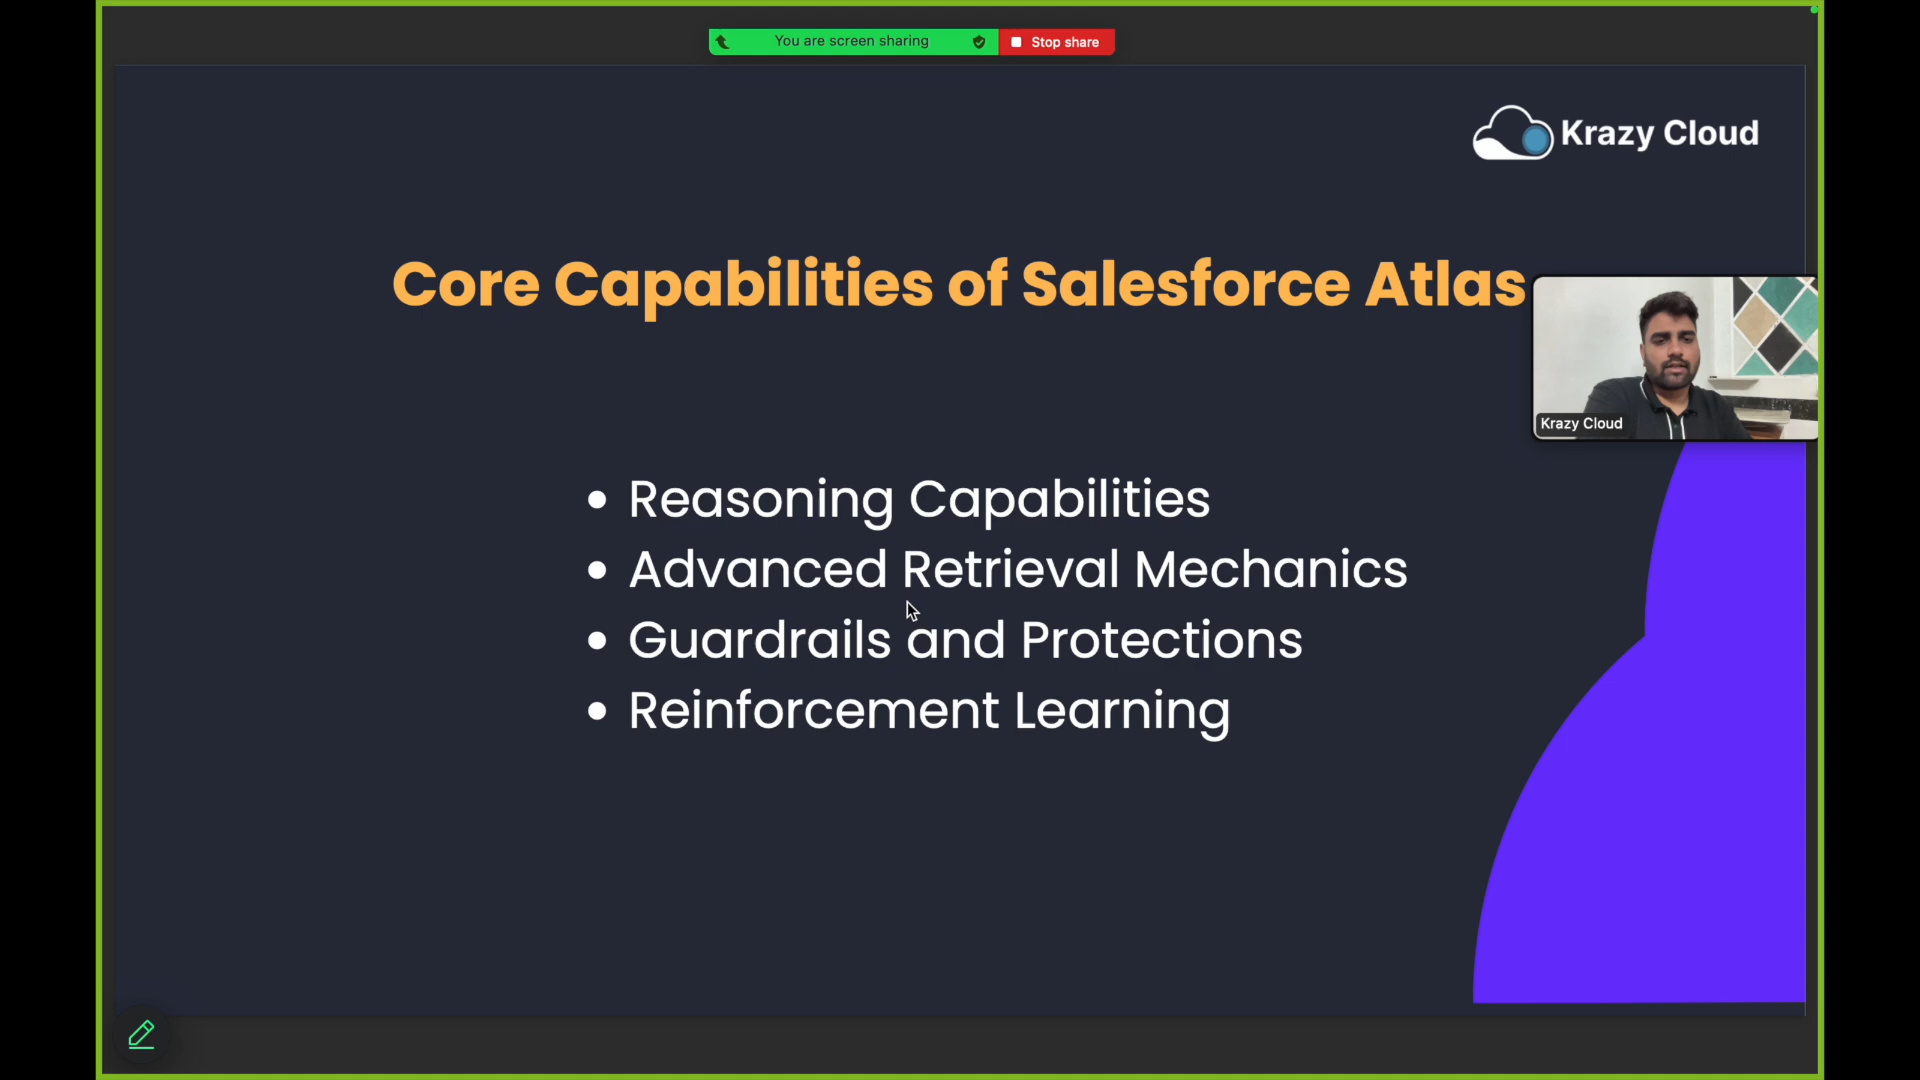 You are screen sharing
Stop share
Krazy Cloud
Core Capabilities of Salesforce Atlas
Krazy Cloud
• Reasoning Capabilities
• Advanced Retrieval Mechanics
• Guardrails and Protections
• Reinforcement Learning